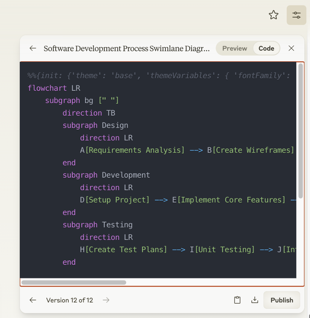 Software Development Process Swimlane Diagr...
Preview
Code
%%{init: {'theme': 'base', 'themeVariables': { 'fontFamily':
flowchart LR
subgraph bg [" "]
direction TB
subgraph Design
direction LR
A[Requirements Analysis] --> B[Create Wireframes]
end
subgraph Development
direction LR
D[Setup Project] --> E[Implement Core Features] --
end
subgraph Testing
direction LR
H[Create Test Plans] --> I[Unit Testing] --> J[In
end
Version 12 of 12
Publish